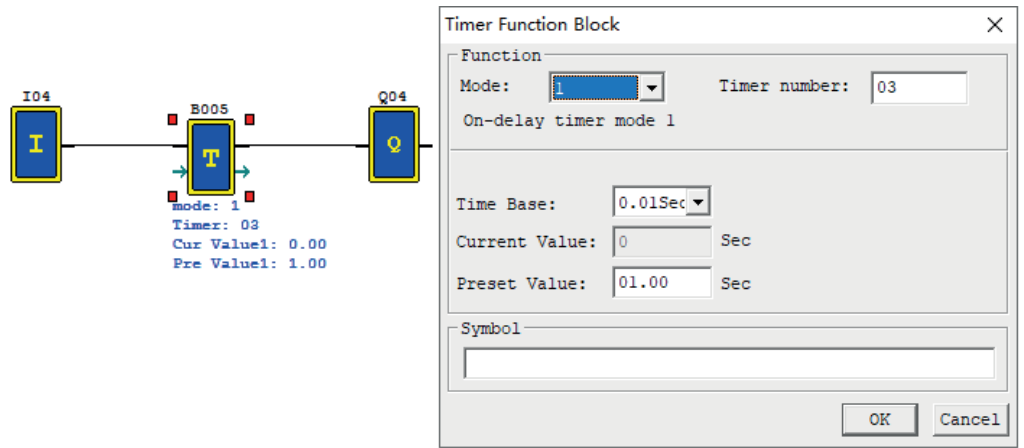 I04
I
B005
T
Q04
Q
mode: 1
Timer: 03
Cur Value1: 0.00
Pre Value1: 1.00
Timer Function Block
Function
Mode: 1 Timer number: 03
On-delay timer mode 1
Time Base: 0.01Sec
Current Value: 0 Sec
Preset Value: 01.00 Sec
Symbol
OK Cancel